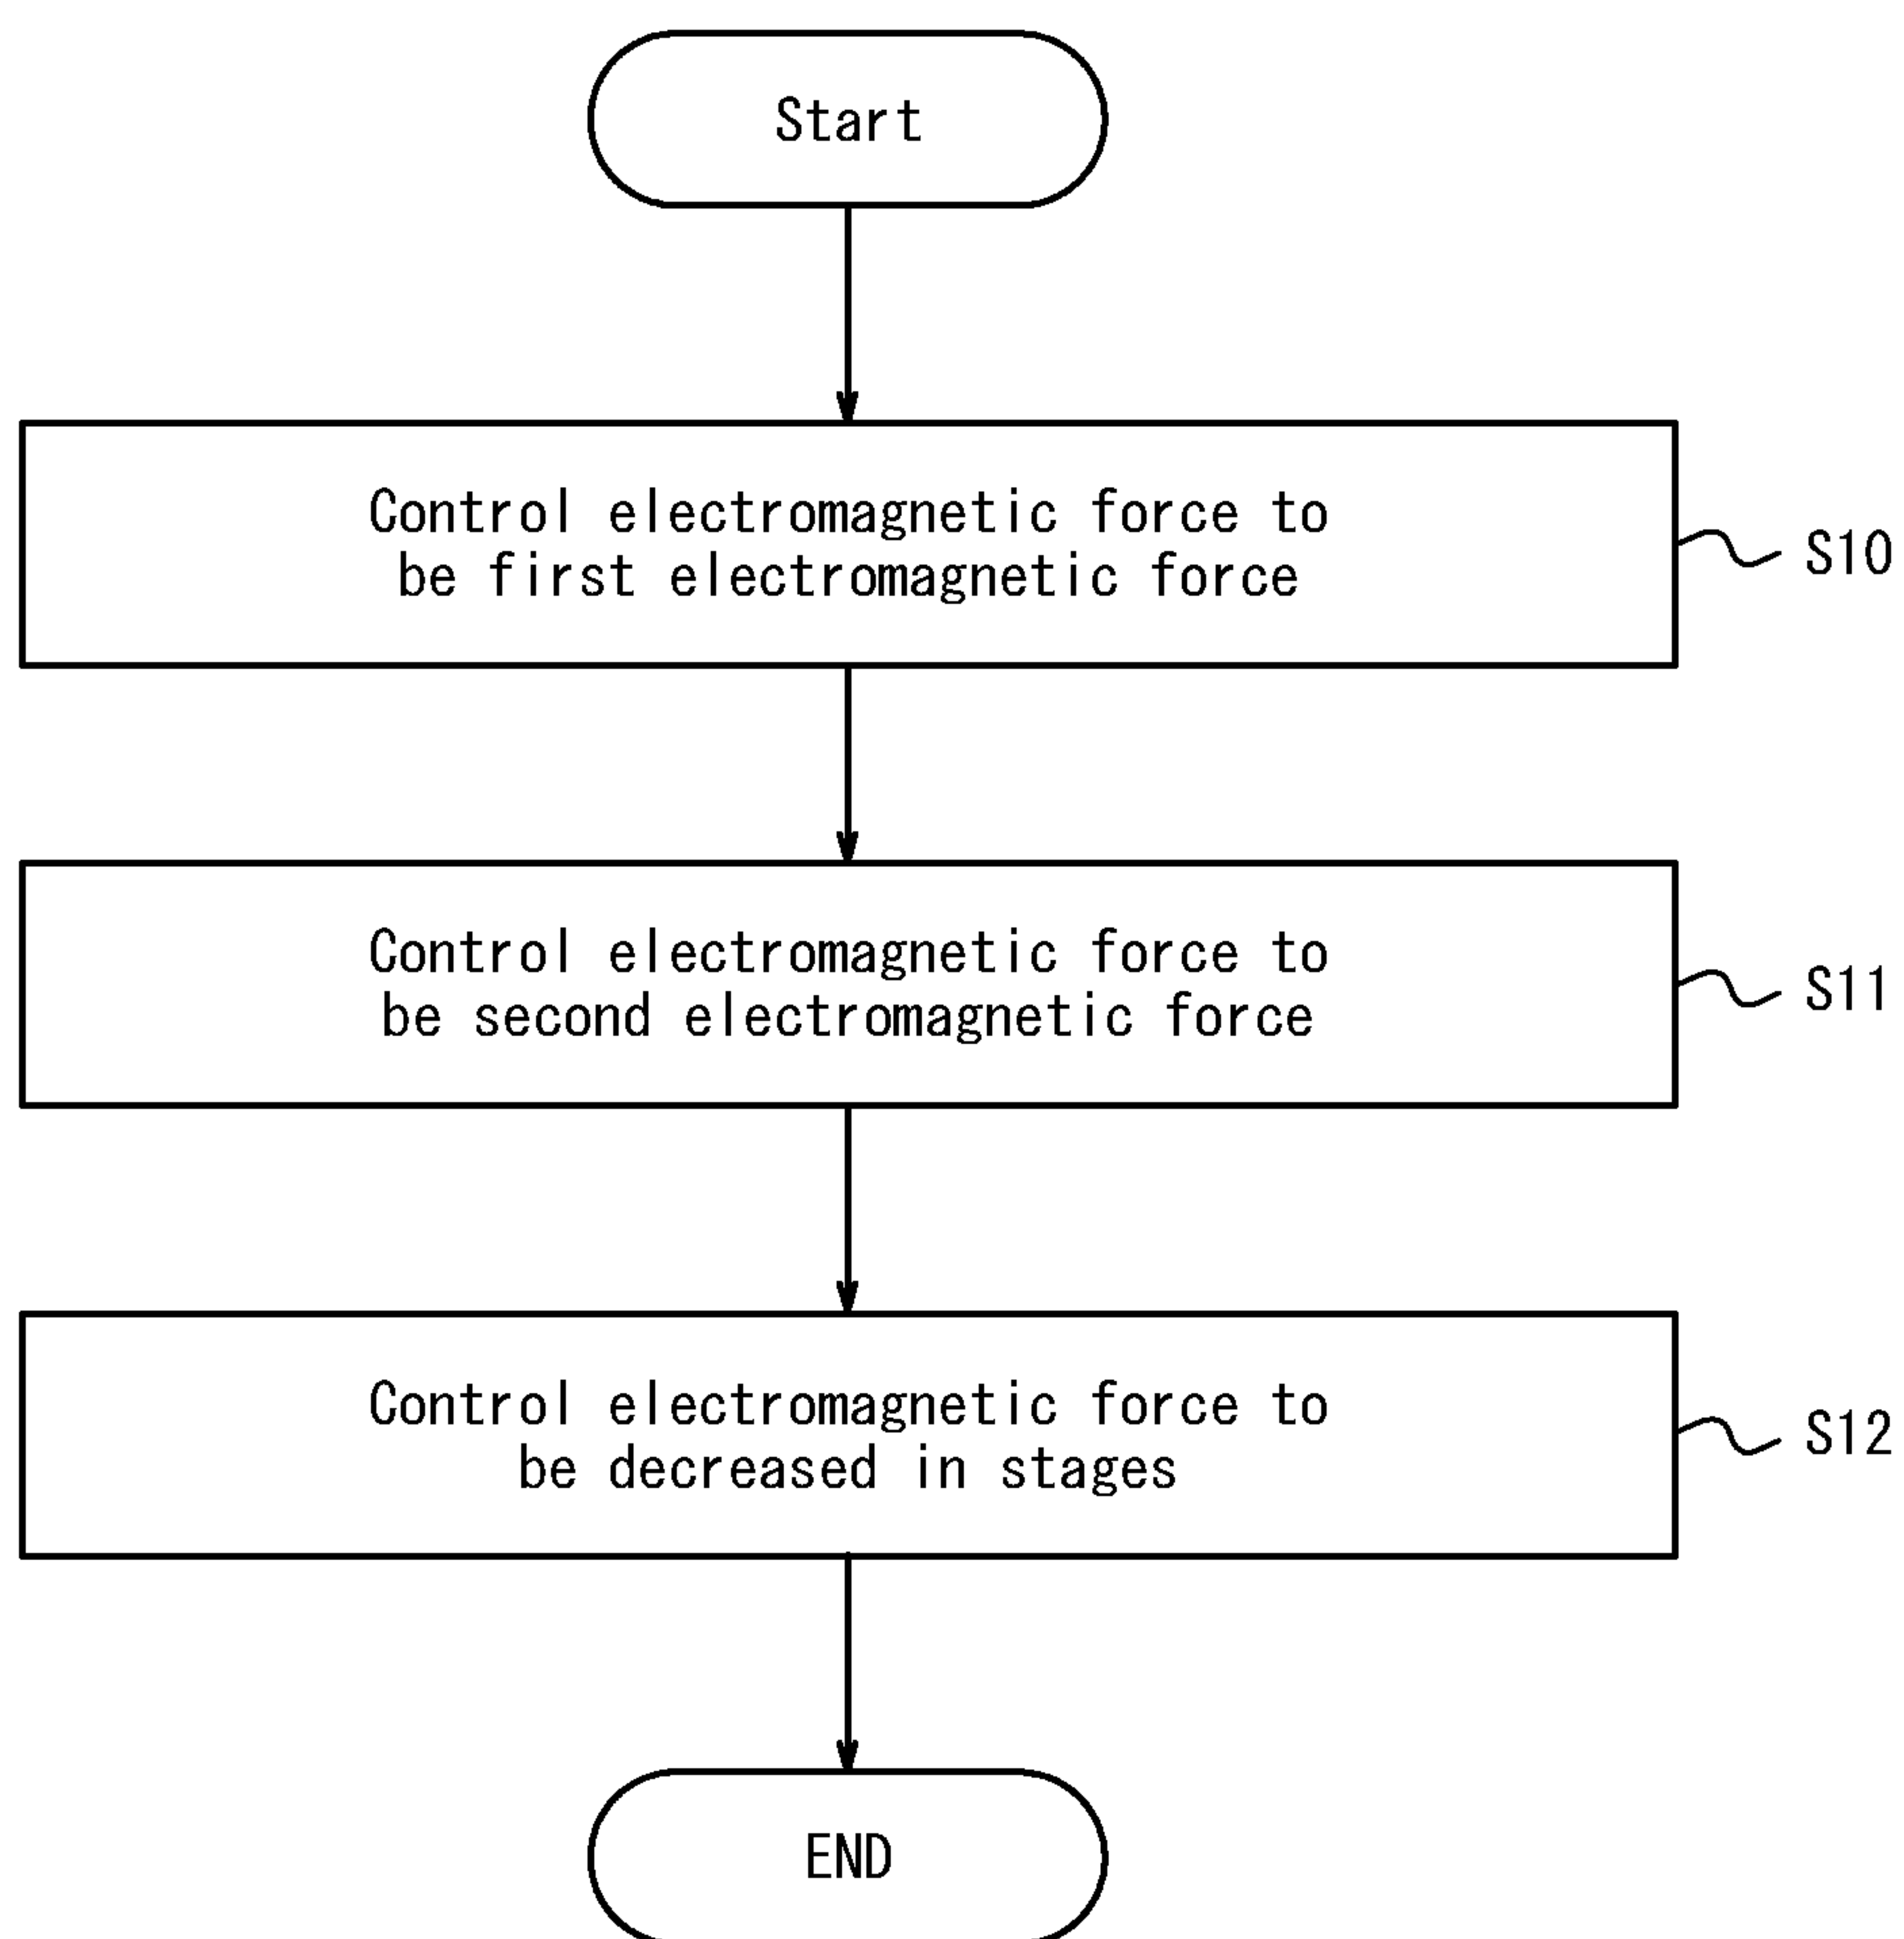 Start
Control electromagnetic force to
be first electromagnetic force
S10
Control electromagnetic force to
be second electromagnetic force
S11
Control electromagnetic force to
be decreased in stages
S12
END